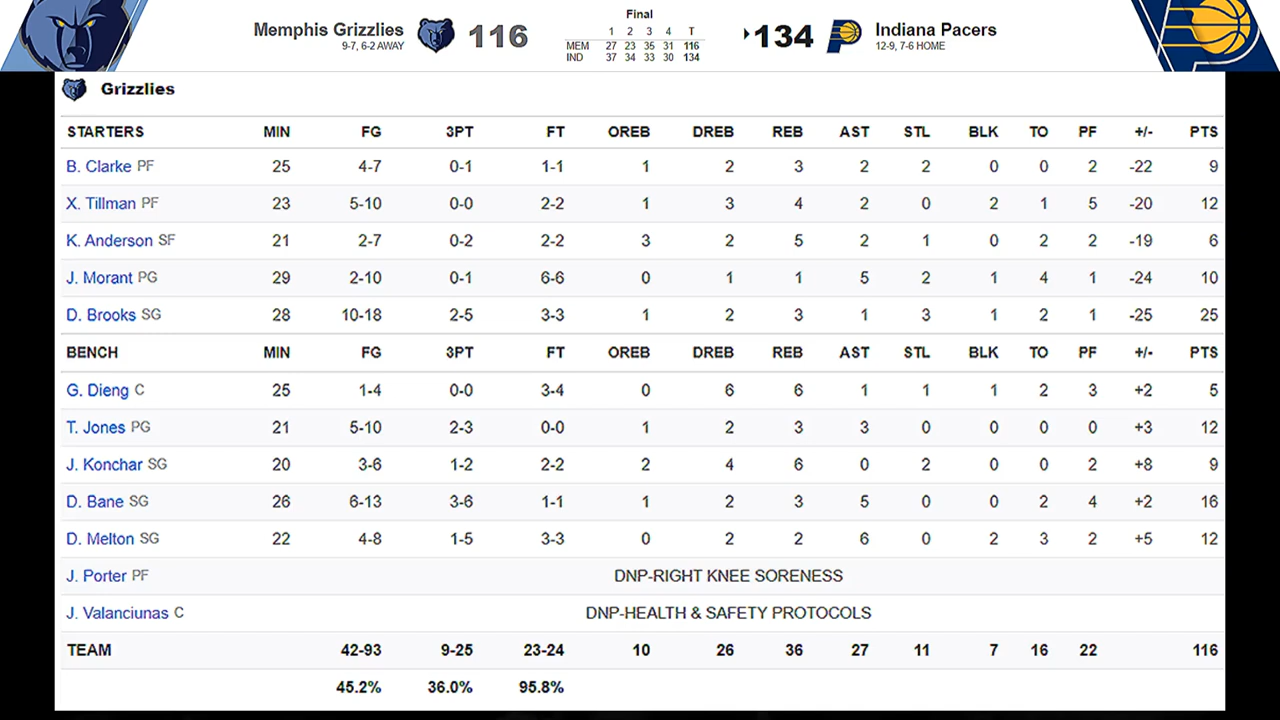 Memphis Grizzlies 116 Final 134 Indiana Pacers
9-7, 6-2 AWAY 12-9, 7-6 HOME
1 2 3 4 T
MEM 27 23 35 31 116
IND 37 34 33 30 134
Grizzlies
STARTERS MIN FG 3PT FT OREB DREB REB AST STL BLK TO PF +/- PTS
B. Clarke PF 25 4-7 0-1 1-1 1 2 3 2 2 0 0 2 -22 9
X. Tillman PF 23 5-10 0-0 2-2 1 3 4 2 0 2 1 5 -20 12
K. Anderson SF 21 2-7 0-2 2-2 3 2 5 2 1 0 2 2 -19 6
J. Morant PG 29 2-10 0-1 6-6 0 1 1 5 2 1 4 1 -24 10
D. Brooks SG 28 10-18 2-5 3-3 1 2 3 1 3 1 2 1 -25 25
BENCH MIN FG 3PT FT OREB DREB REB AST STL BLK TO PF +/- PTS
G. Dieng C 25 1-4 0-0 3-4 0 6 6 1 1 1 2 3 +2 5
T. Jones PG 21 5-10 2-3 0-0 1 2 3 3 0 0 0 0 +3 12
J. Konchar SG 20 3-6 1-2 2-2 2 4 6 0 2 0 0 2 +8 9
D. Bane SG 26 6-13 3-6 1-1 1 2 3 5 0 0 2 4 +2 16
D. Melton SG 22 4-8 1-5 3-3 0 2 2 6 0 2 3 2 +5 12
J. Porter PF DNP-RIGHT KNEE SORENESS
J. Valanciunas C DNP-HEALTH & SAFETY PROTOCOLS
TEAM 42-93 9-25 23-24 10 26 36 27 11 7 16 22 116
45.2% 36.0% 95.8%